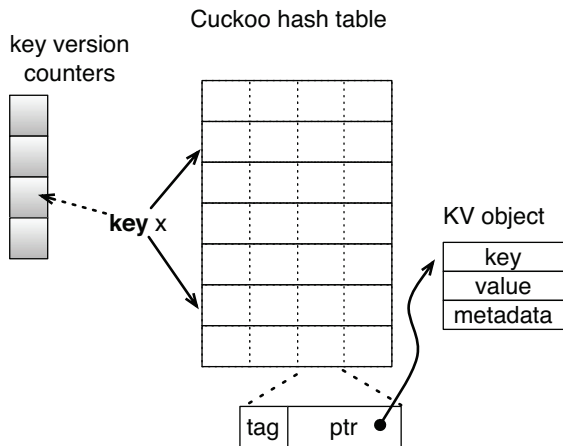 Cuckoo hash table
key version
counters
key x
KV object
key
value
metadata
tag ptr